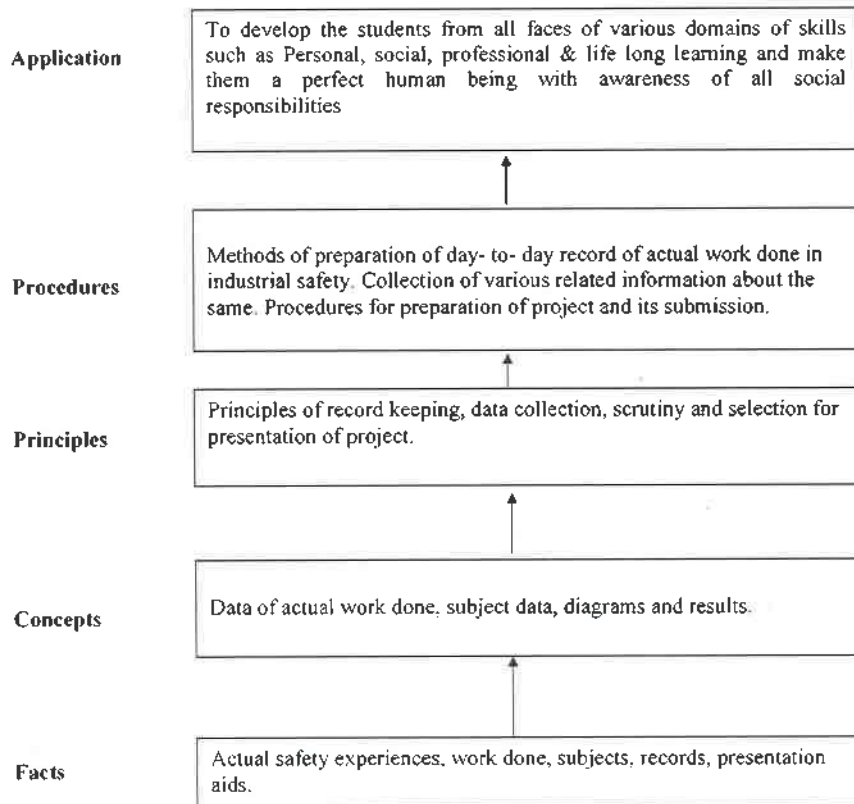 Application
To develop the students from all faces of various domains of skills
such as Personal, social, professional & life long learning and make
them a perfect human being with awareness of all social
responsibilities
Procedures
Methods of preparation of day- to- day record of actual work done in
industrial safety. Collection of various related information about the
same. Procedures for preparation of project and its submission.
Principles
Principles of record keeping, data collection, scrutiny and selection for
presentation of project.
Concepts
Data of actual work done, subject data, diagrams and results.
Facts
Actual safety experiences, work done, subjects, records, presentation
aids.